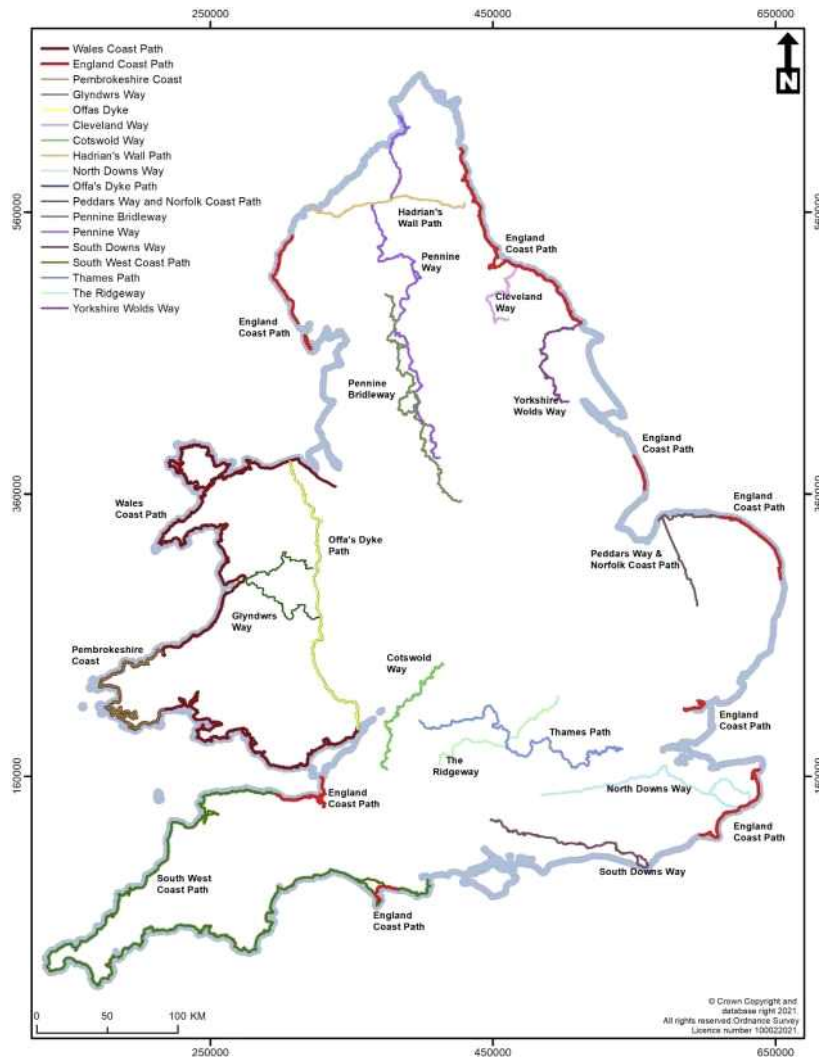 250000
450000
650000
Wales Coast Path
England Coast Path
Pembrokeshire Coast
Glyndwrs Way
Offas Dyke
Cleveland Way
Cotswold Way
Hadrian's Wall Path
North Downs Way
Offa's Dyke Path
Peddars Way and Norfolk Coast Path
Pennine Bridleway
Pennine Way
South Downs Way
South West Coast Path
Thames Path
The Ridgeway
Yorkshire Wolds Way
N
560000
560000
Hadrian's
Wall Path
England
Coast Path
Pennine
Way
Cleveland
Way
England
Coast Path
Pennine
Bridleway
Yorkshire
Wolds Way
England
Coast Path
360000
360000
England
Coast Path
Wales
Coast Path
Offa's Dyke
Path
Peddars Way &
Norfolk Coast Path
Glyndwrs
Way
Pembrokeshire
Coast
Cotswold
Way
England
Coast Path
Thames Path
The
Ridgeway
160000
160000
England
Coast Path
North Downs Way
England
Coast Path
South Downs Way
South West
Coast Path
England
Coast Path
© Crown Copyright and
database right 2021.
All rights reserved.Ordnance Survey
Licence number 100022021.
0 50 100 KM
250000
450000
650000